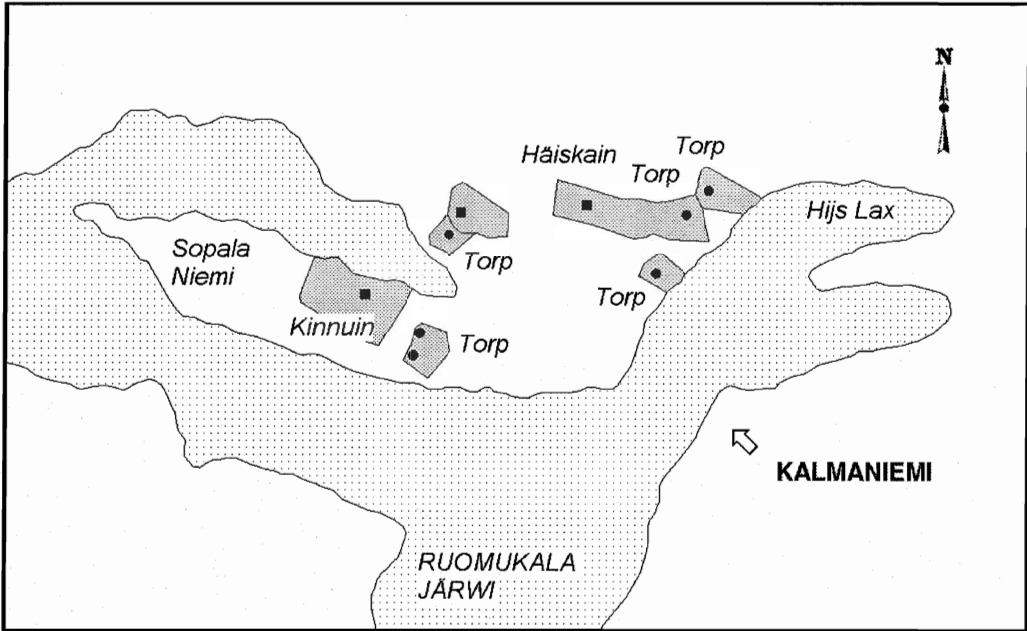 N
Torp
Häiskain
Torp
Hijs Lax
Sopala
Niemi
Torp
Torp
Kinnuin
Torp
KALMANIEMI
RUOMUKALA
JÄRWI